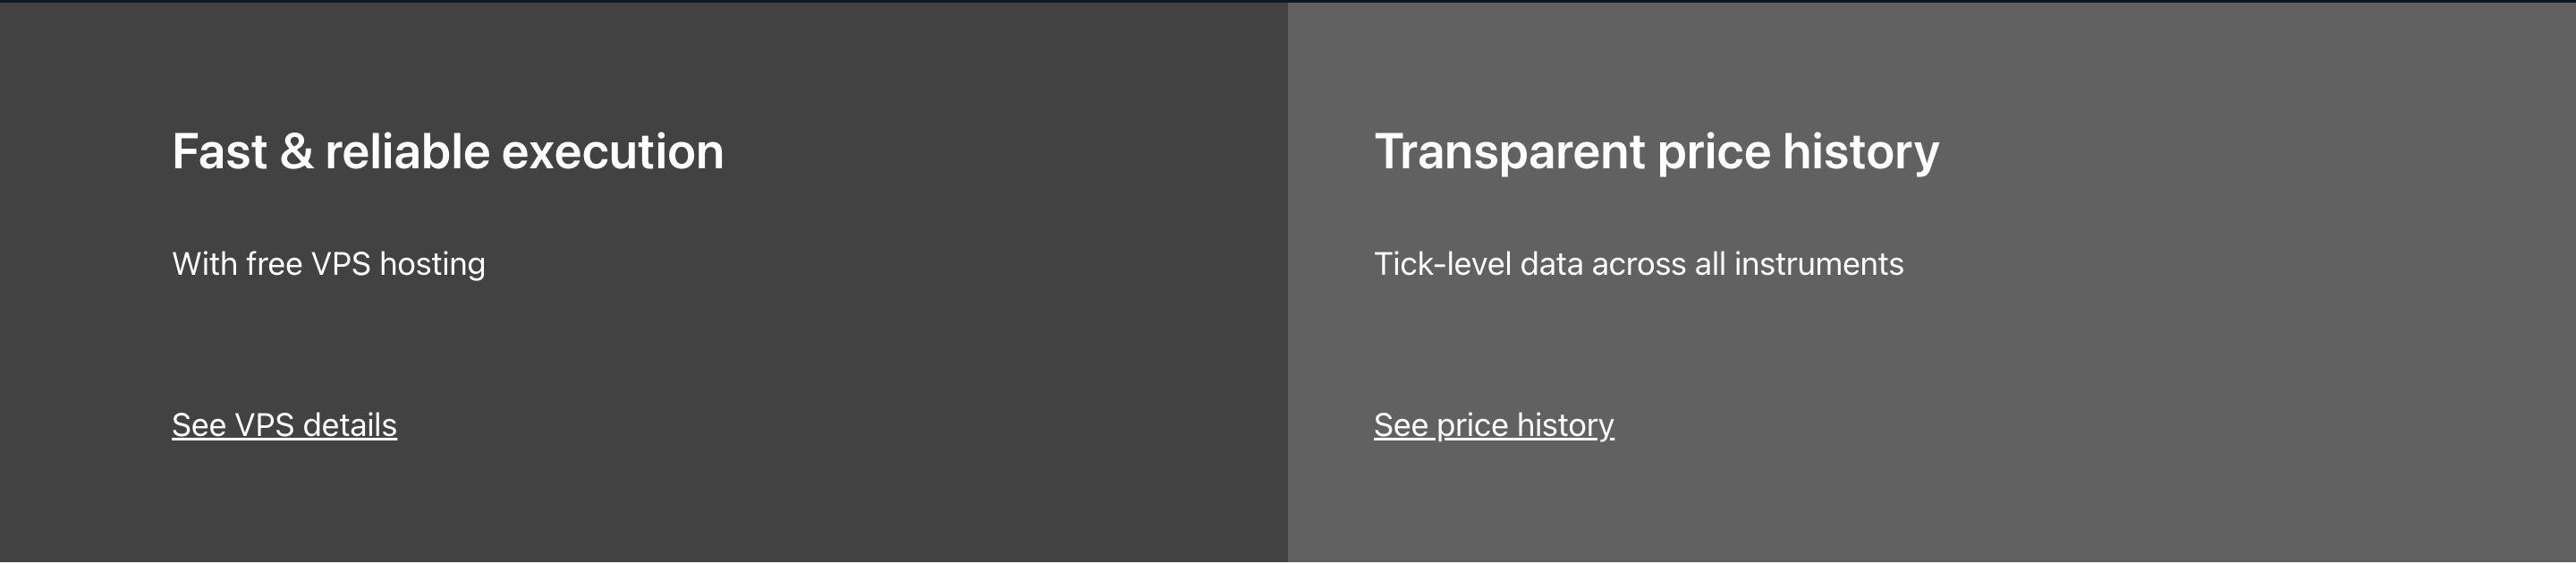 Fast & reliable execution
With free VPS hosting
See VPS details
Transparent price history
Tick-level data across all instruments
See price history